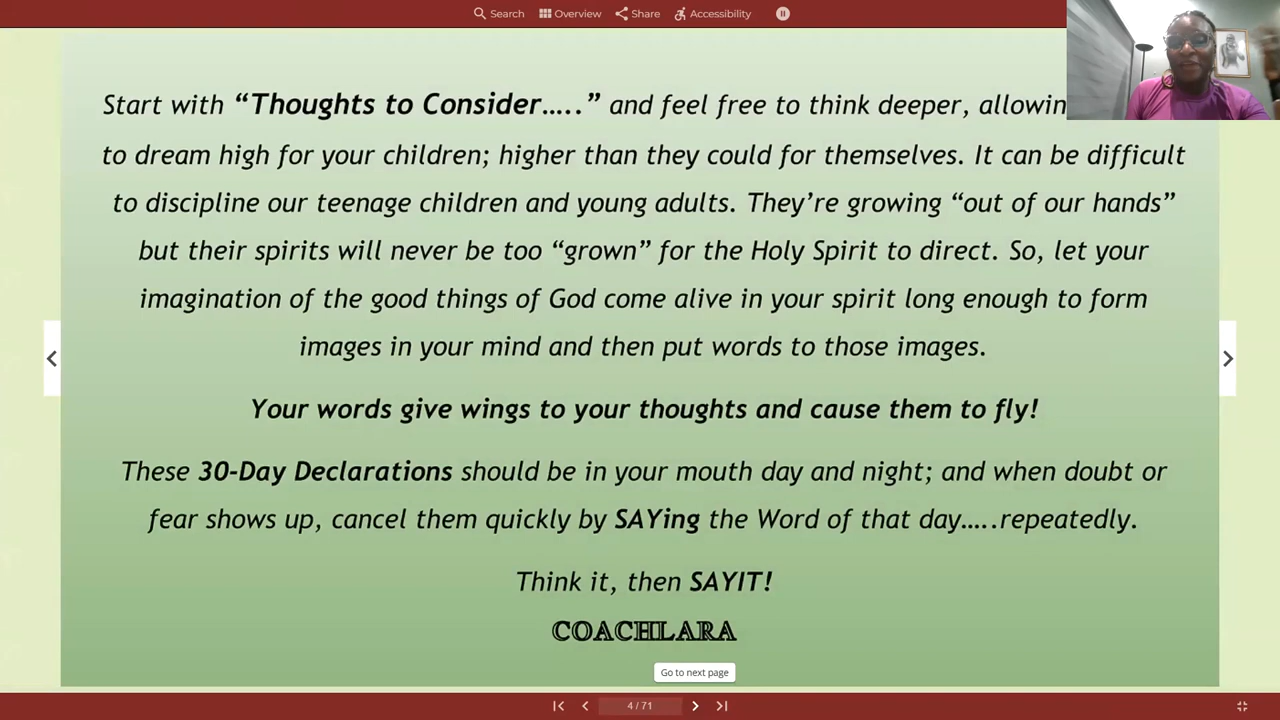 Search Overview Share Accessibility
Start with “Thoughts to Consider…..” and feel free to think deeper, allowin
to dream high for your children; higher than they could for themselves. It can be difficult
to discipline our teenage children and young adults. They’re growing “out of our hands”
but their spirits will never be too “grown” for the Holy Spirit to direct. So, let your
imagination of the good things of God come alive in your spirit long enough to form
images in your mind and then put words to those images.
Your words give wings to your thoughts and cause them to fly!
These 30-Day Declarations should be in your mouth day and night; and when doubt or
fear shows up, cancel them quickly by SAYing the Word of that day…..repeatedly.
Think it, then SAYIT!
COACHLARA
Go to next page
4 / 71